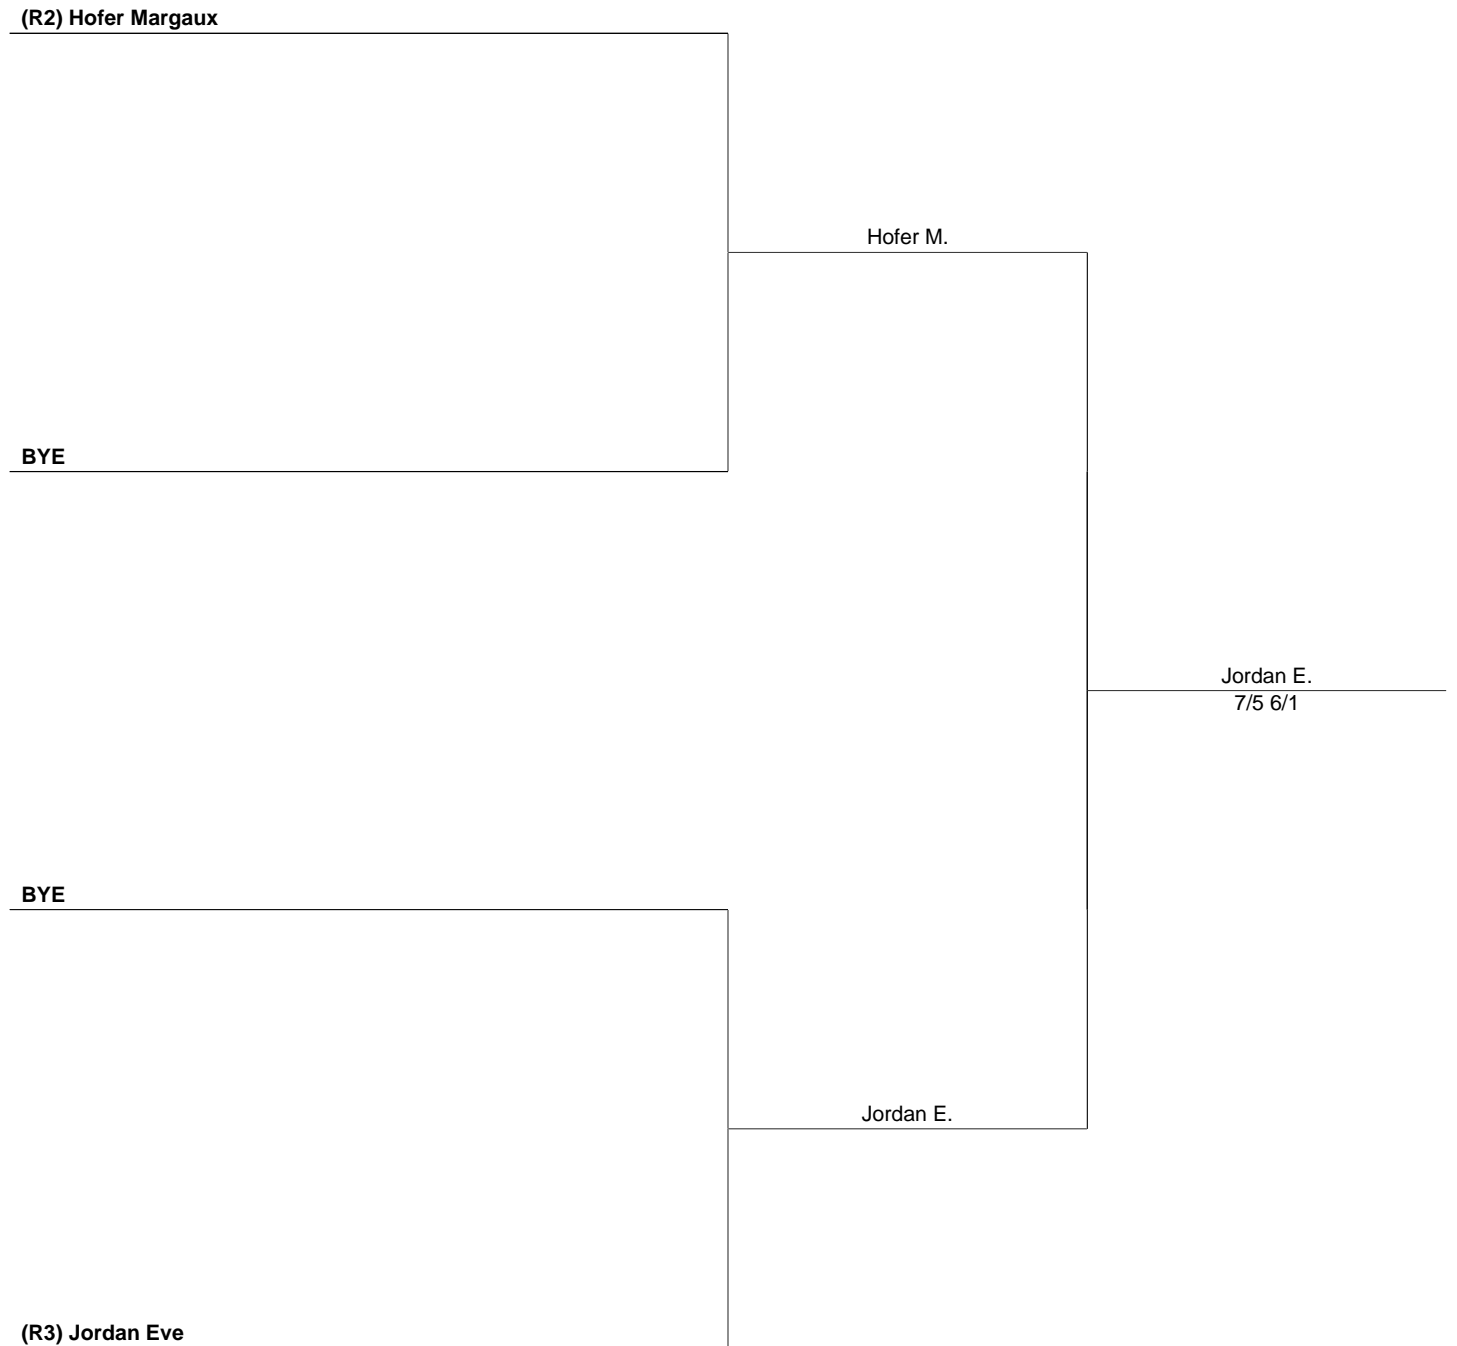 (R2) Hofer Margaux
Hofer M.
BYE
Jordan E.
7/5 6/1
BYE
Jordan E.
(R3) Jordan Eve